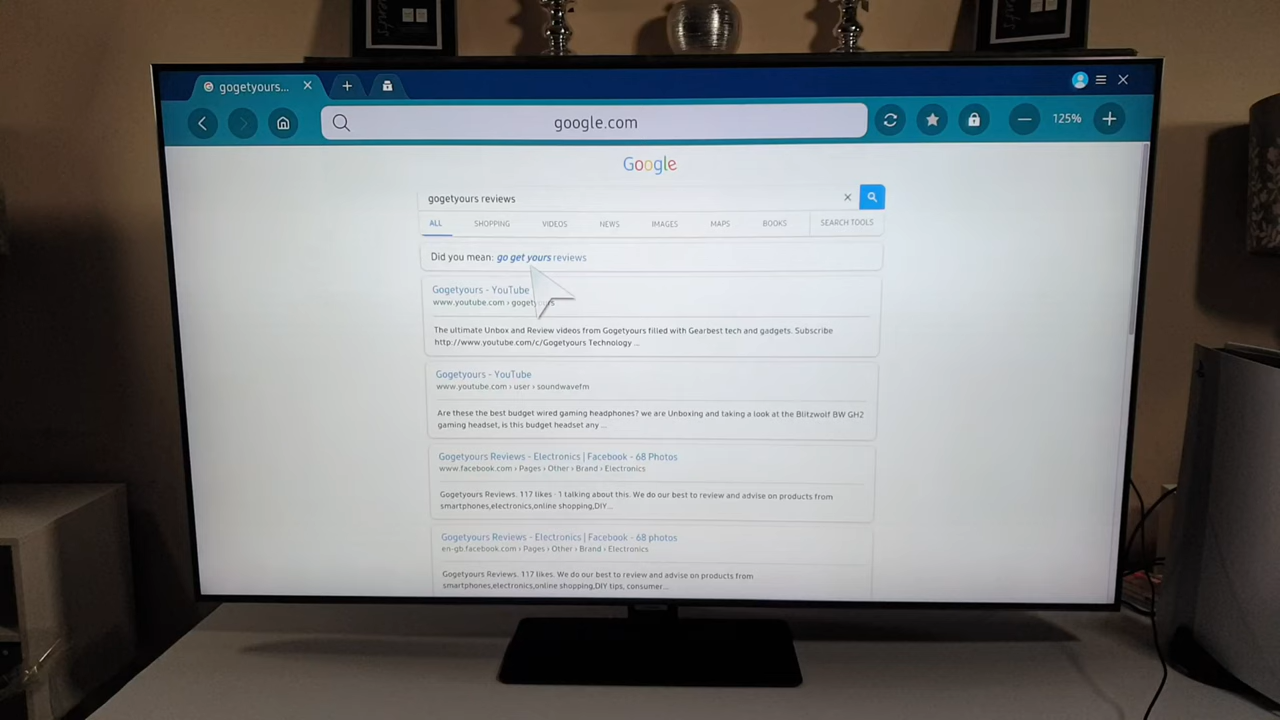 gogetyours...
google.com
125%
Google
gogetyours reviews
ALL SHOPPING VIDEOS NEWS IMAGES MAPS BOOKS SEARCH TOOLS
Did you mean: go get yours reviews
Gogetyours - YouTube
www.youtube.com › gogetyours
The ultimate Unbox and Review videos from Gogetyours filled with Gearbest tech and gadgets. Subscribe
http://www.youtube.com/c/Gogetyours Technology ...
Gogetyours - YouTube
www.youtube.com › user › soundwavefm
Are these the best budget wired gaming headphones? we are Unboxing and taking a look at the Blitzwolf BW GH2
gaming headset, is this budget headset any ...
Gogetyours Reviews - Electronics | Facebook - 68 Photos
www.facebook.com › Pages › Other › Brand › Electronics
Gogetyours Reviews. 117 likes · 1 talking about this. We do our best to review and advise on products from
smartphones,electronics,online shopping,DIY...
Gogetyours Reviews - Electronics | Facebook - 68 photos
en-gb.facebook.com › Pages › Other › Brand › Electronics
Gogetyours Reviews. 117 likes. We do our best to review and advise on products from
smartphones,electronics,online shopping,DIY tips, consumer...